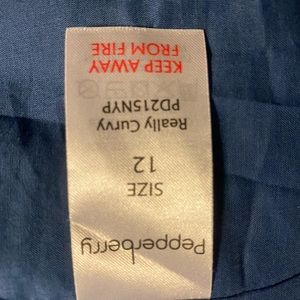 Pepperberry
SIZE
12
Really Curvy
PD215NYP
KEEP AWAY
FROM FIRE